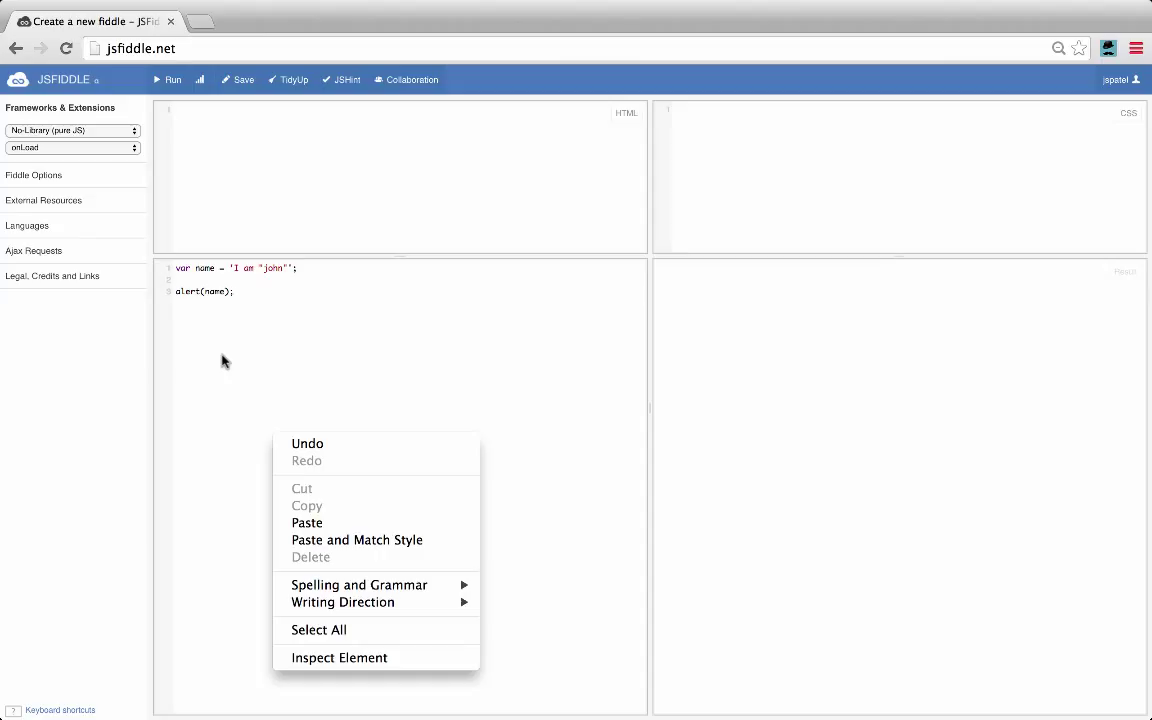 Create a new fiddle – JSFid
jsfiddle.net
JSFIDDLE α
Run
Save
TidyUp
JSHint
Collaboration
jspatel
Frameworks & Extensions
No-Library (pure JS)
onLoad
Fiddle Options
External Resources
Languages
Ajax Requests
Legal, Credits and Links
1
HTML
1
CSS
1 var name = 'I am "john"';
2
3 alert(name);
Result
Undo
Redo
Cut
Copy
Paste
Paste and Match Style
Delete
Spelling and Grammar
Writing Direction
Select All
Inspect Element
? Keyboard shortcuts